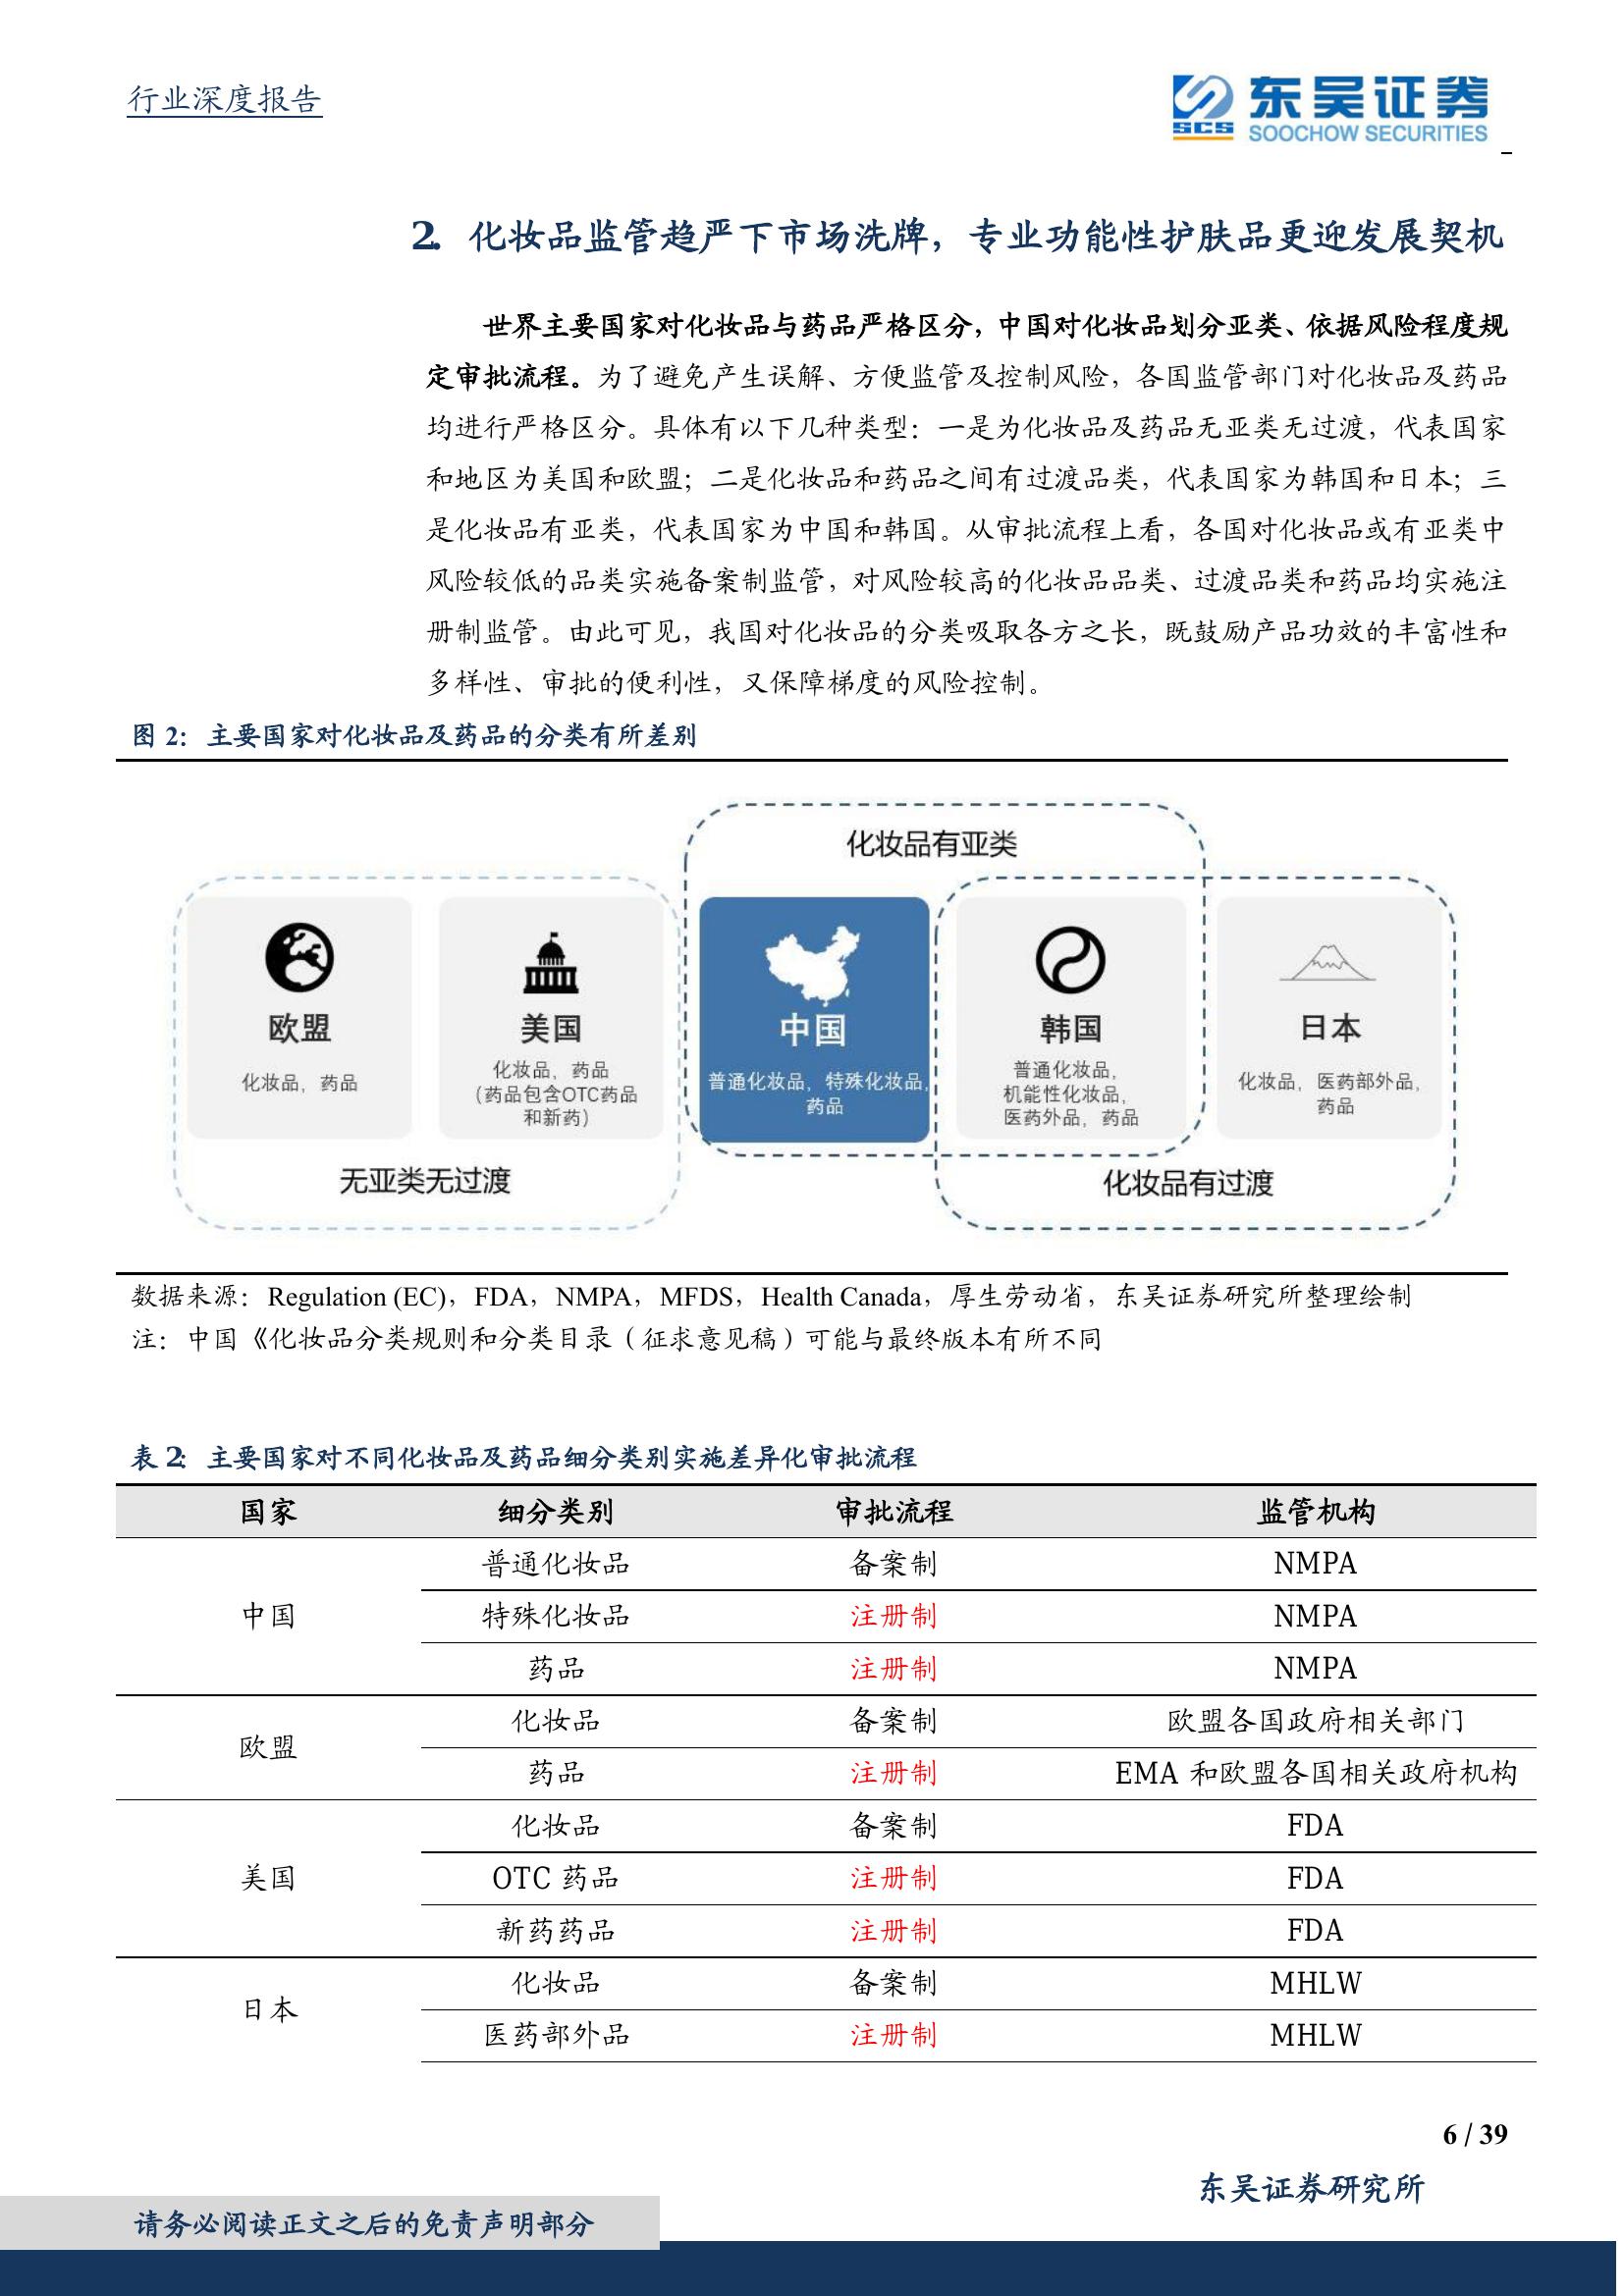 行业深度报告
东吴证券
SCS
SOOCHOW SECURITIES
2. 化妆品监管趋严下市场洗牌，专业功能性护肤品更迎发展契机
世界主要国家对化妆品与药品严格区分，中国对化妆品划分亚类、依据风险程度规
定审批流程。为了避免产生误解、方便监管及控制风险，各国监管部门对化妆品及药品
均进行严格区分。具体有以下几种类型：一是为化妆品及药品无亚类无过渡，代表国家
和地区为美国和欧盟；二是化妆品和药品之间有过渡品类，代表国家为韩国和日本；三
是化妆品有亚类，代表国家为中国和韩国。从审批流程上看，各国对化妆品或有亚类中
风险较低的品类实施备案制监管，对风险较高的化妆品品类、过渡品类和药品均实施注
册制监管。由此可见，我国对化妆品的分类吸取各方之长，既鼓励产品功效的丰富性和
多样性、审批的便利性，又保障梯度的风险控制。
图 2：主要国家对化妆品及药品的分类有所差别
化妆品有亚类
欧盟
化妆品，药品
美国
化妆品，药品
（药品包含OTC药品
和新药）
中国
普通化妆品，特殊化妆品，
药品
韩国
普通化妆品，
机能性化妆品，
医药外品，药品
日本
化妆品，医药部外品，
药品
无亚类无过渡
化妆品有过渡
数据来源：Regulation (EC)，FDA，NMPA，MFDS，Health Canada，厚生劳动省，东吴证券研究所整理绘制
注：中国《化妆品分类规则和分类目录（征求意见稿）可能与最终版本有所不同
表 2：主要国家对不同化妆品及药品细分类别实施差异化审批流程
国家 细分类别 审批流程 监管机构
中国 普通化妆品 备案制 NMPA
特殊化妆品 注册制 NMPA
药品 注册制 NMPA
欧盟 化妆品 备案制 欧盟各国政府相关部门
药品 注册制 EMA 和欧盟各国相关政府机构
美国 化妆品 备案制 FDA
OTC 药品 注册制 FDA
新药药品 注册制 FDA
日本 化妆品 备案制 MHLW
医药部外品 注册制 MHLW
6 / 39
东吴证券研究所
请务必阅读正文之后的免责声明部分